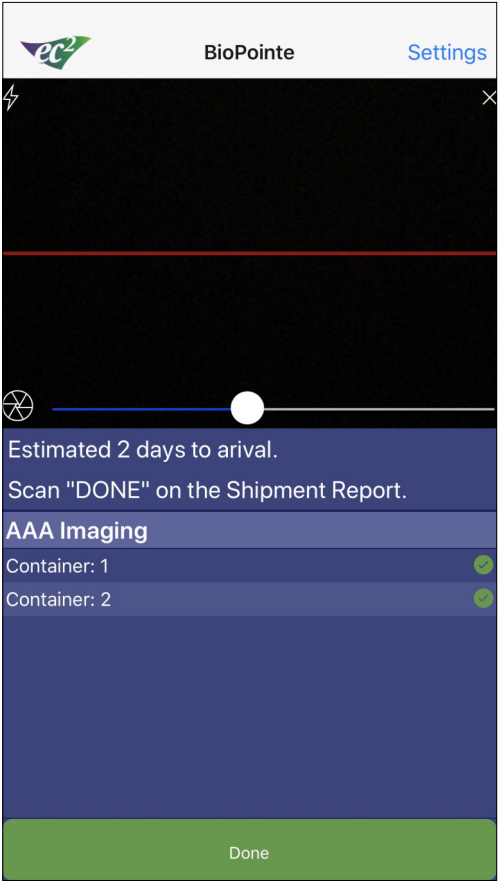 ec2
BioPointe
Settings
Estimated 2 days to arival.
Scan "DONE" on the Shipment Report.
AAA Imaging
Container: 1
Container: 2
Done